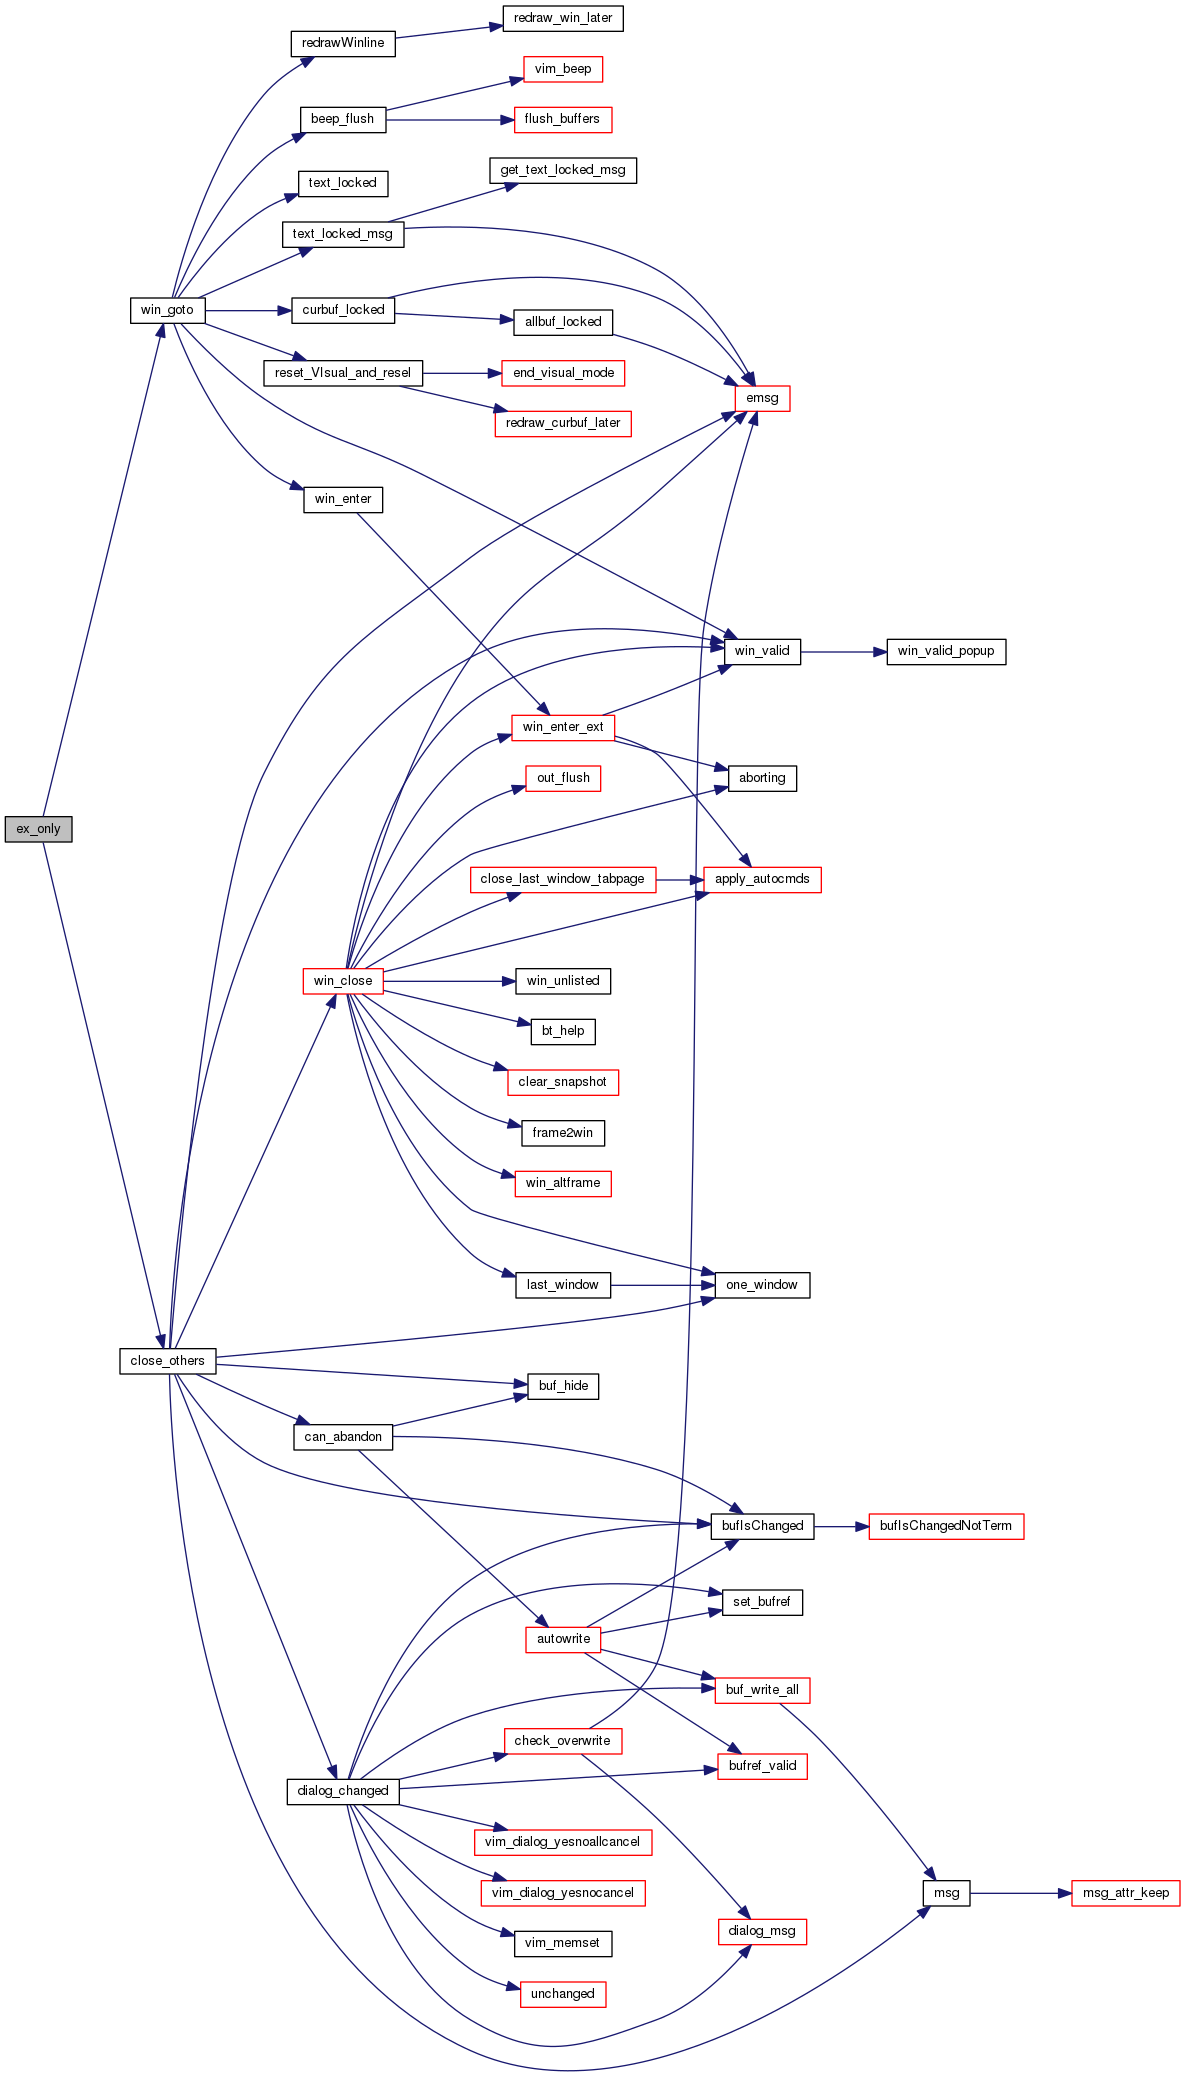 redraw_win_later
redrawWinline
vim_beep
beep_flush
flush_buffers
get_text_locked_msg
text_locked
text_locked_msg
win_goto
curbuf_locked
allbuf_locked
reset_VIsual_and_resel
end_visual_mode
emsg
redraw_curbuf_later
win_enter
win_valid
win_valid_popup
win_enter_ext
out_flush
aborting
ex_only
close_last_window_tabpage
apply_autocmds
win_close
win_unlisted
bt_help
clear_snapshot
frame2win
win_altframe
last_window
one_window
close_others
buf_hide
can_abandon
bufIsChanged
bufIsChangedNotTerm
set_bufref
autowrite
buf_write_all
check_overwrite
bufref_valid
dialog_changed
vim_dialog_yesnoallcancel
vim_dialog_yesnocancel
msg
msg_attr_keep
dialog_msg
vim_memset
unchanged